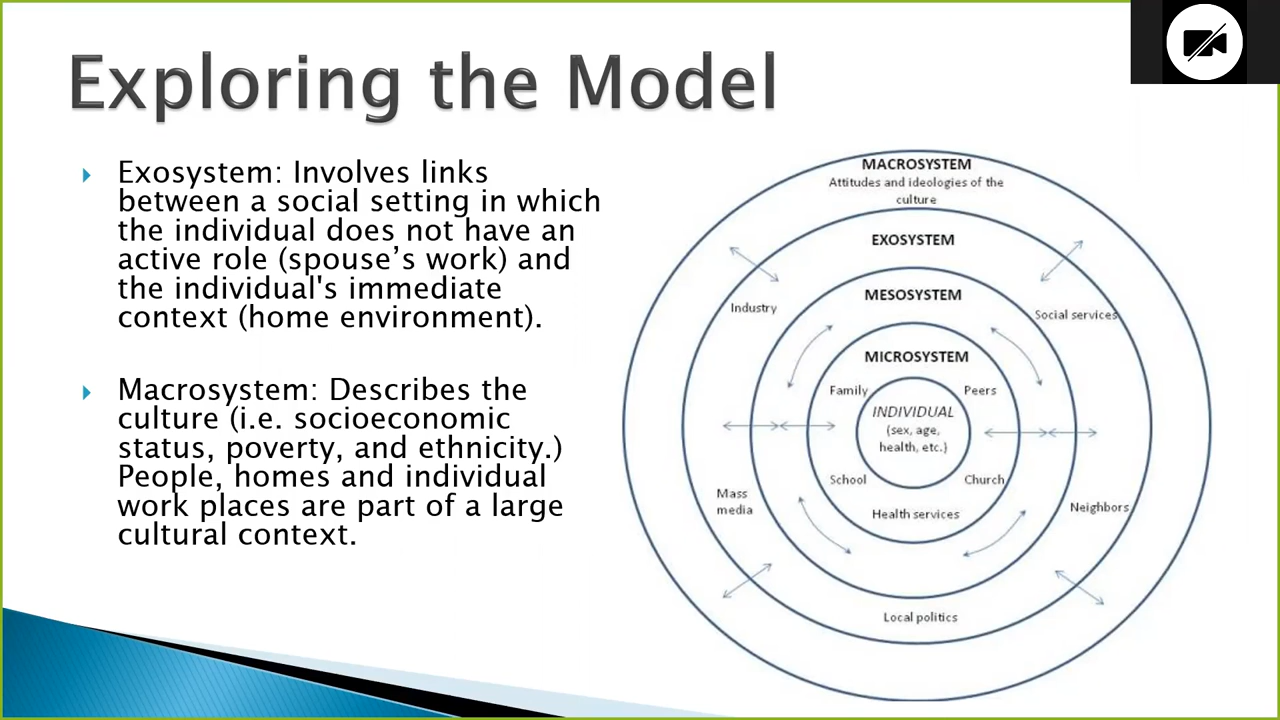 Exploring the Model
Exosystem: Involves links
between a social setting in which
the individual does not have an
active role (spouse’s work) and
the individual's immediate
context (home environment).
Macrosystem: Describes the
culture (i.e. socioeconomic
status, poverty, and ethnicity.)
People, homes and individual
work places are part of a large
cultural context.
MACROSYSTEM
Attitudes and ideologies of the
culture
EXOSYSTEM
MESOSYSTEM
Industry
Social services
MICROSYSTEM
Family
Peers
INDIVIDUAL
(sex, age,
health, etc.)
School
Church
Mass
media
Neighbors
Health services
Local politics